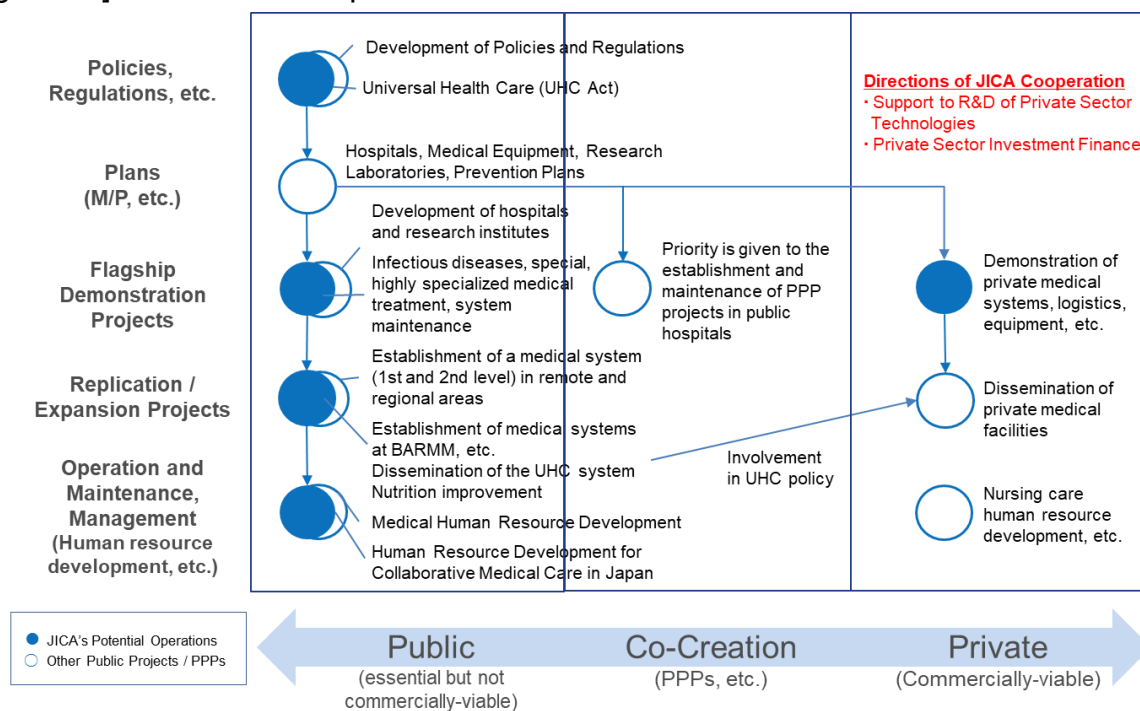 Policies,
Regulations, etc.
Development of Policies and Regulations
Universal Health Care (UHC Act)
Directions of JICA Cooperation
・Support to R&D of Private Sector
Technologies
・Private Sector Investment Finance
Plans
(M/P, etc.)
Hospitals, Medical Equipment, Research
Laboratories, Prevention Plans
Flagship
Demonstration
Projects
Development of hospitals
and research institutes
Infectious diseases, special,
highly specialized medical
treatment, system
maintenance
Priority is given to the
establishment and
maintenance of PPP
projects in public
hospitals
Demonstration of
private medical
systems, logistics,
equipment, etc.
Replication /
Expansion Projects
Establishment of a medical system
(1st and 2nd level) in remote and
regional areas
Establishment of medical systems
at BARMM, etc.
Dissemination of the UHC system
Nutrition improvement
Involvement
in UHC policy
Dissemination of
private medical
facilities
Operation and
Maintenance,
Management
(Human resource
development, etc.)
Medical Human Resource Development
Human Resource Development for
Collaborative Medical Care in Japan
Nursing care
human resource
development, etc.
JICA's Potential Operations
Other Public Projects / PPPs
Public
(essential but not
commercially-viable)
Co-Creation
(PPPs, etc.)
Private
(Commercially-viable)